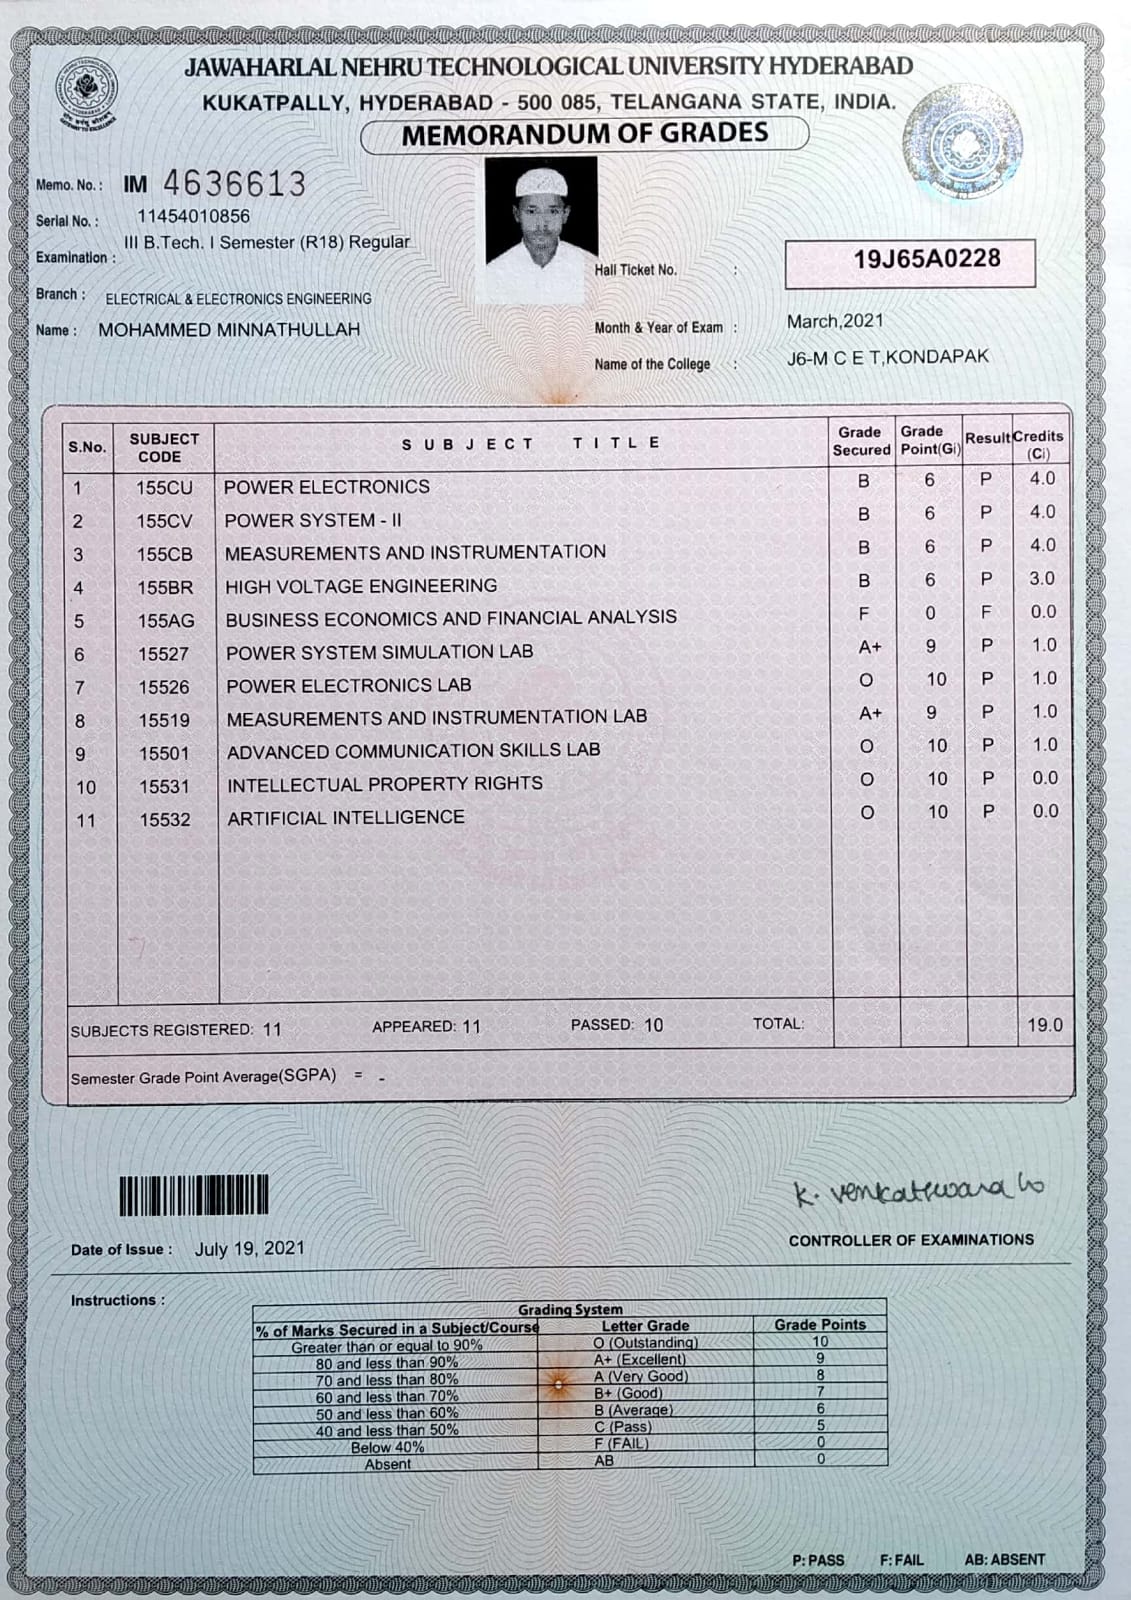 JAWAHARLAL NEHRU TECHNOLOGICAL UNIVERSITY HYDERABAD
KUKATPALLY, HYDERABAD - 500 085, TELANGANA STATE, INDIA.
MEMORANDUM OF GRADES
Memo. No. : IM 4636613
Serial No. : 11454010856
Examination : III B.Tech. I Semester (R18) Regular
Hall Ticket No. : 19J65A0228
Branch : ELECTRICAL & ELECTRONICS ENGINEERING
Name : MOHAMMED MINNATHULLAH
Month & Year of Exam : March,2021
Name of the College : J6-M C E T,KONDAPAK
S.No. SUBJECT CODE SUBJECT TITLE Grade Secured Grade Point(Gi) Result Credits (Ci)
1 155CU POWER ELECTRONICS B 6 P 4.0
2 155CV POWER SYSTEM - II B 6 P 4.0
3 155CB MEASUREMENTS AND INSTRUMENTATION B 6 P 4.0
4 155BR HIGH VOLTAGE ENGINEERING B 6 P 3.0
5 155AG BUSINESS ECONOMICS AND FINANCIAL ANALYSIS F 0 F 0.0
6 15527 POWER SYSTEM SIMULATION LAB A+ 9 P 1.0
7 15526 POWER ELECTRONICS LAB O 10 P 1.0
8 15519 MEASUREMENTS AND INSTRUMENTATION LAB A+ 9 P 1.0
9 15501 ADVANCED COMMUNICATION SKILLS LAB O 10 P 1.0
10 15531 INTELLECTUAL PROPERTY RIGHTS O 10 P 0.0
11 15532 ARTIFICIAL INTELLIGENCE O 10 P 0.0
SUBJECTS REGISTERED: 11 APPEARED: 11 PASSED: 10 TOTAL: 19.0
Semester Grade Point Average(SGPA) = -
K. Venkateswara
CONTROLLER OF EXAMINATIONS
Date of Issue : July 19, 2021
Instructions :
Grading System
% of Marks Secured in a Subject/Course Letter Grade Grade Points
Greater than or equal to 90% O (Outstanding) 10
80 and less than 90% A+ (Excellent) 9
70 and less than 80% A (Very Good) 8
60 and less than 70% B+ (Good) 7
50 and less than 60% B (Average) 6
40 and less than 50% C (Pass) 5
Below 40% F (FAIL) 0
Absent AB 0
P: PASS F: FAIL AB: ABSENT